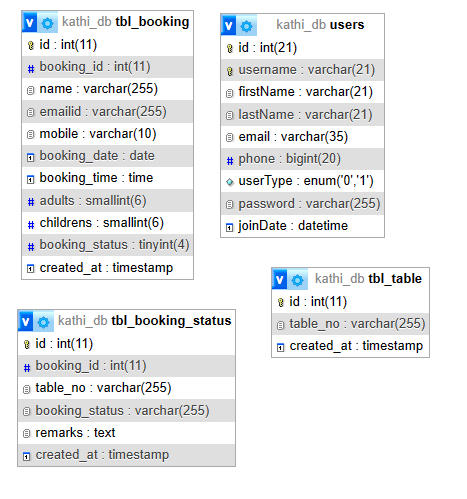 kathi_db tbl_booking
id : int(11)
booking_id : int(11)
name : varchar(255)
emailid : varchar(255)
mobile : varchar(10)
booking_date : date
booking_time : time
adults : smallint(6)
childrens : smallint(6)
booking_status : tinyint(4)
created_at : timestamp
kathi_db users
id : int(21)
username : varchar(21)
firstName : varchar(21)
lastName : varchar(21)
email : varchar(35)
phone : bigint(20)
userType : enum('0','1')
password : varchar(255)
joinDate : datetime
kathi_db tbl_table
id : int(11)
table_no : varchar(255)
created_at : timestamp
kathi_db tbl_booking_status
id : int(11)
booking_id : int(11)
table_no : varchar(255)
booking_status : varchar(255)
remarks : text
created_at : timestamp